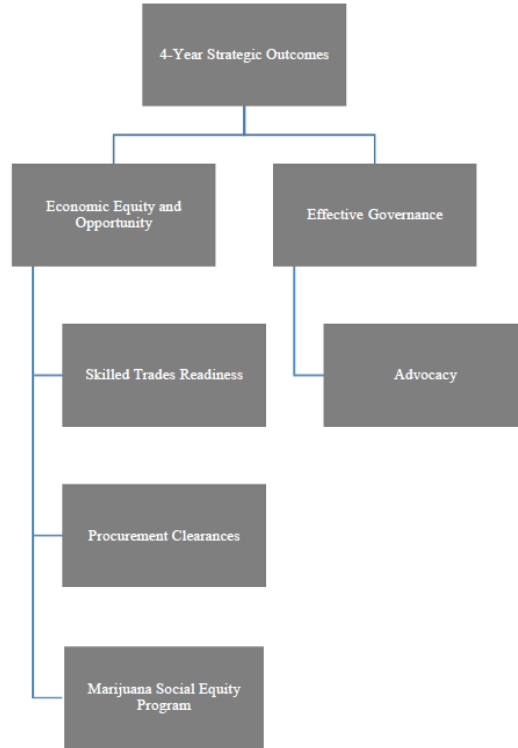 4-Year Strategic Outcomes
Economic Equity and
Opportunity
Effective Governance
Skilled Trades Readiness
Advocacy
Procurement Clearances
Marijuana Social Equity
Program